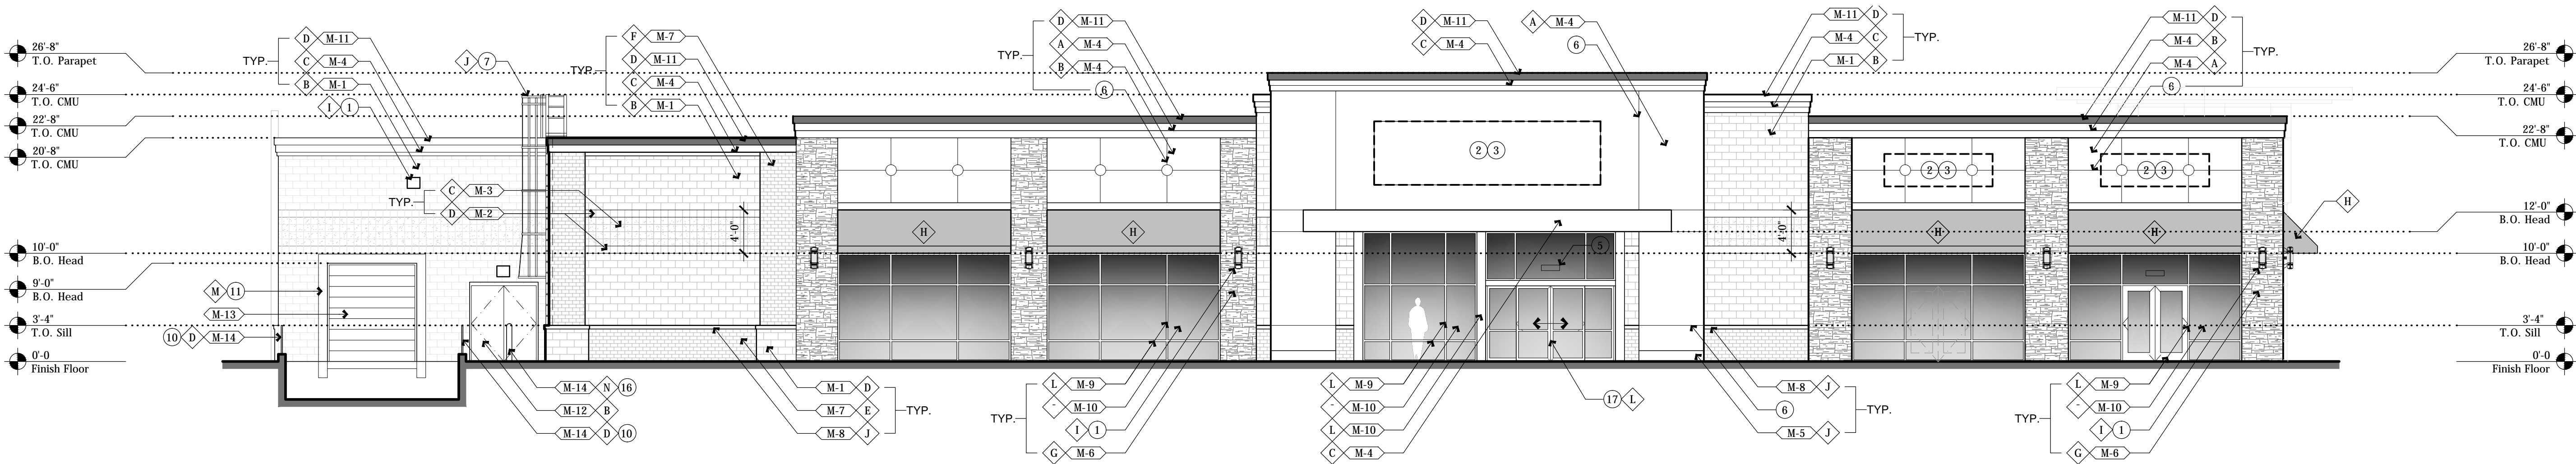 26'-8"
T.O. Parapet
24'-6"
T.O. CMU
22'-8"
T.O. CMU
20'-8"
T.O. CMU
10'-0"
B.O. Head
9'-0"
B.O. Head
3'-4"
T.O. Sill
0'-0
Finish Floor
TYP.
D M-11
C M-4
B M-1
I 1
J 7
TYP.
F M-7
D M-11
C M-4
B M-1
TYP.
C M-3
D M-2
4'-0"
M 11
M-13
10 D M-14
M-14 N 16
M-12 B
M-14 D 10
M-1 D
M-7 E
M-8 J
TYP.
TYP.
D M-11
A M-4
B M-4
6
H
H
TYP.
L M-9
- M-10
I 1
G M-6
D M-11
C M-4
A M-4
6
2 3
5
L M-9
- M-10
L M-10
C M-4
17 L
M-11 D
M-4 C
M-1 B
TYP.
4'-0"
M-8 J
6
M-5 J
TYP.
M-11 D
M-4 B
M-4 A
6
TYP.
2 3
2 3
H
H
H
TYP.
L M-9
- M-10
I 1
G M-6
26'-8"
T.O. Parapet
24'-6"
T.O. CMU
22'-8"
T.O. CMU
12'-0"
B.O. Head
10'-0"
B.O. Head
3'-4"
T.O. Sill
0'-0
Finish Floor